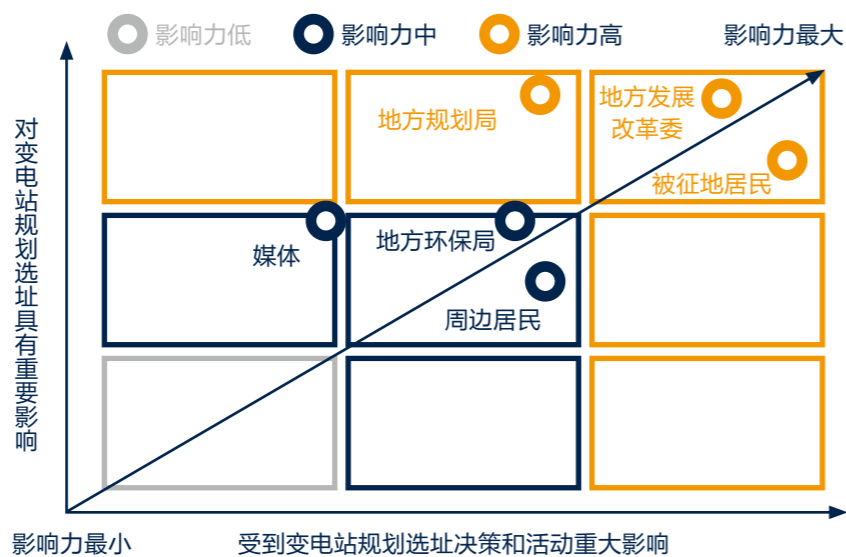 影响力低 影响力中 影响力高 影响力最大
对变电站规划选址具有重要影响
地方规划局
地方发展
改革委
被征地居民
媒体
地方环保局
周边居民
影响力最小 受到变电站规划选址决策和活动重大影响